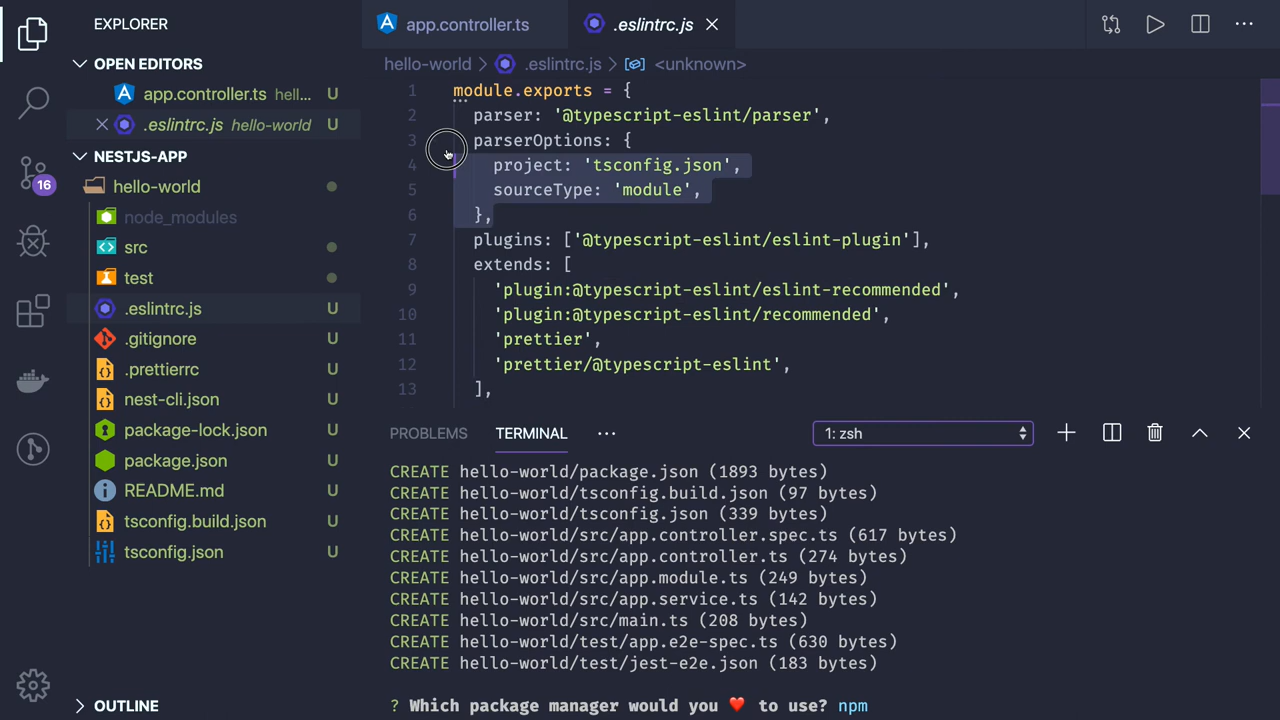 EXPLORER
OPEN EDITORS
app.controller.ts hell... U
.eslintrc.js hello-world U
NESTJS-APP
hello-world
node_modules
src
test
.eslintrc.js U
.gitignore U
.prettierrc U
nest-cli.json U
package-lock.json U
package.json U
README.md U
tsconfig.build.json U
tsconfig.json U
OUTLINE
16
app.controller.ts
.eslintrc.js
hello-world > .eslintrc.js > <unknown>
1 module.exports = {
2 parser: '@typescript-eslint/parser',
3 parserOptions: {
4 project: 'tsconfig.json',
5 sourceType: 'module',
6 },
7 plugins: ['@typescript-eslint/eslint-plugin'],
8 extends: [
9 'plugin:@typescript-eslint/eslint-recommended',
10 'plugin:@typescript-eslint/recommended',
11 'prettier',
12 'prettier/@typescript-eslint',
13 ],
PROBLEMS TERMINAL ... 1: zsh
CREATE hello-world/package.json (1893 bytes)
CREATE hello-world/tsconfig.build.json (97 bytes)
CREATE hello-world/tsconfig.json (339 bytes)
CREATE hello-world/src/app.controller.spec.ts (617 bytes)
CREATE hello-world/src/app.controller.ts (274 bytes)
CREATE hello-world/src/app.module.ts (249 bytes)
CREATE hello-world/src/app.service.ts (142 bytes)
CREATE hello-world/src/main.ts (208 bytes)
CREATE hello-world/test/app.e2e-spec.ts (630 bytes)
CREATE hello-world/test/jest-e2e.json (183 bytes)
? Which package manager would you ❤️ to use? npm